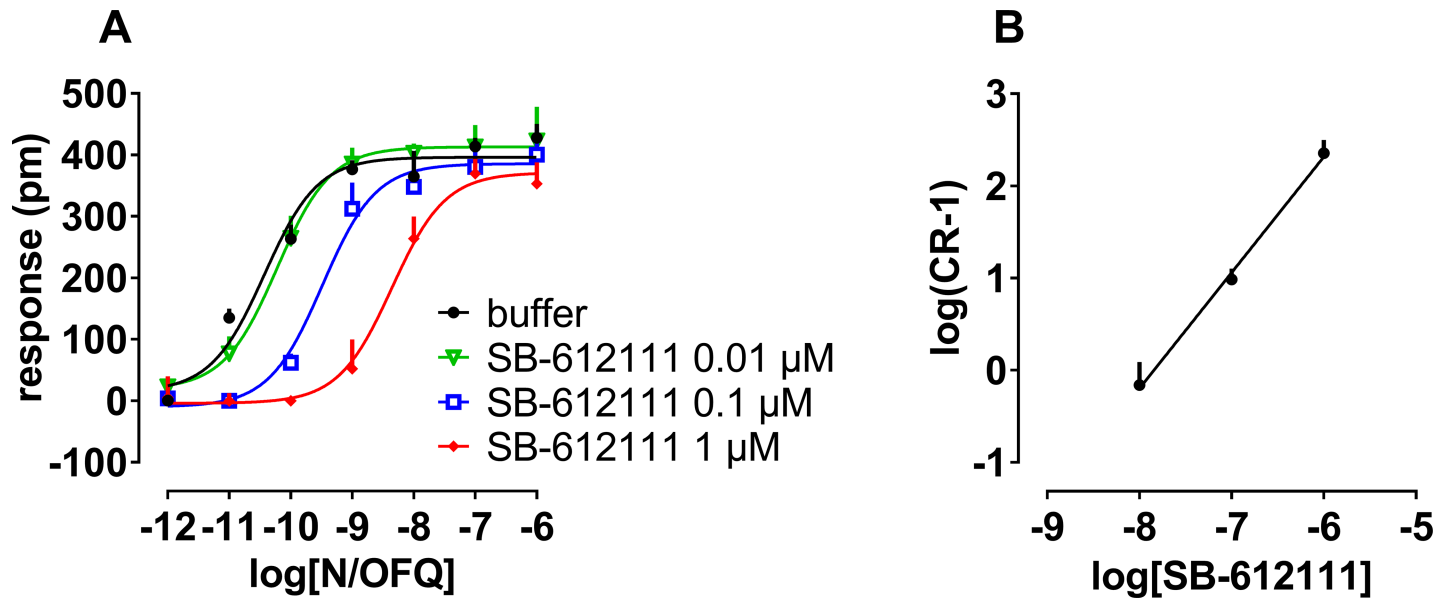 A
500
400
300
200
100
0
-100
response (pm)
buffer
SB-612111 0.01 µM
SB-612111 0.1 µM
SB-612111 1 µM
-12 -11 -10 -9 -8 -7 -6
log[N/OFQ]
B
3
2
1
0
-1
log(CR-1)
-9 -8 -7 -6 -5
log[SB-612111]